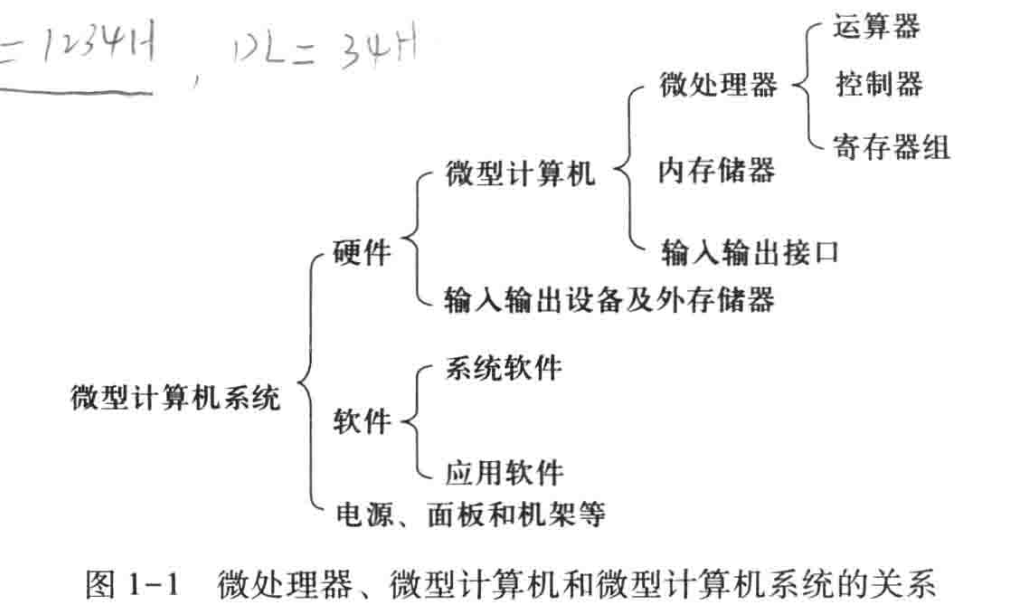 = 1234H , DL = 34H
运算器
微处理器 控制器
寄存器组
微型计算机 内存储器
硬件 输入输出接口
输入输出设备及外存储器
系统软件
微型计算机系统 软件
应用软件
电源、面板和机架等
图 1-1 微处理器、微型计算机和微型计算机系统的关系